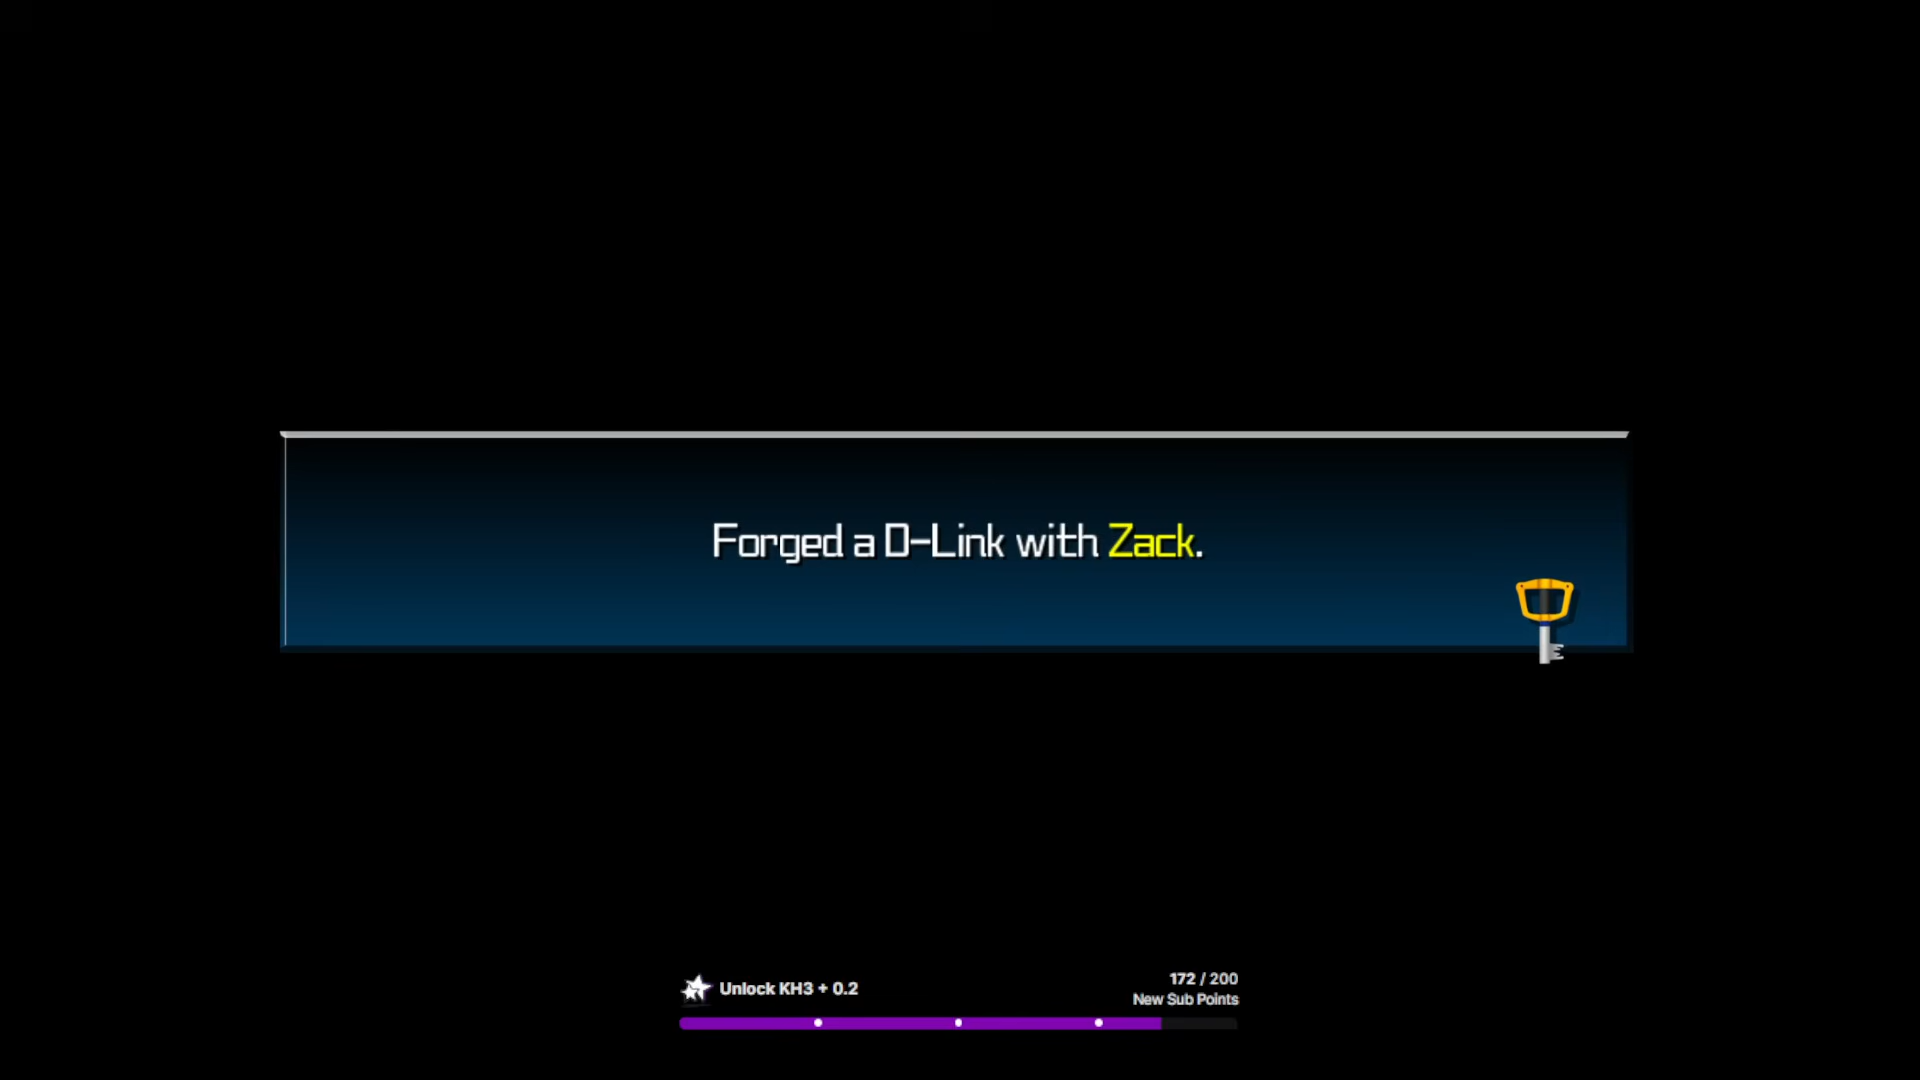 Forged a D-Link with Zack.
Unlock KH3 + 0.2
172 / 200
New Sub Points